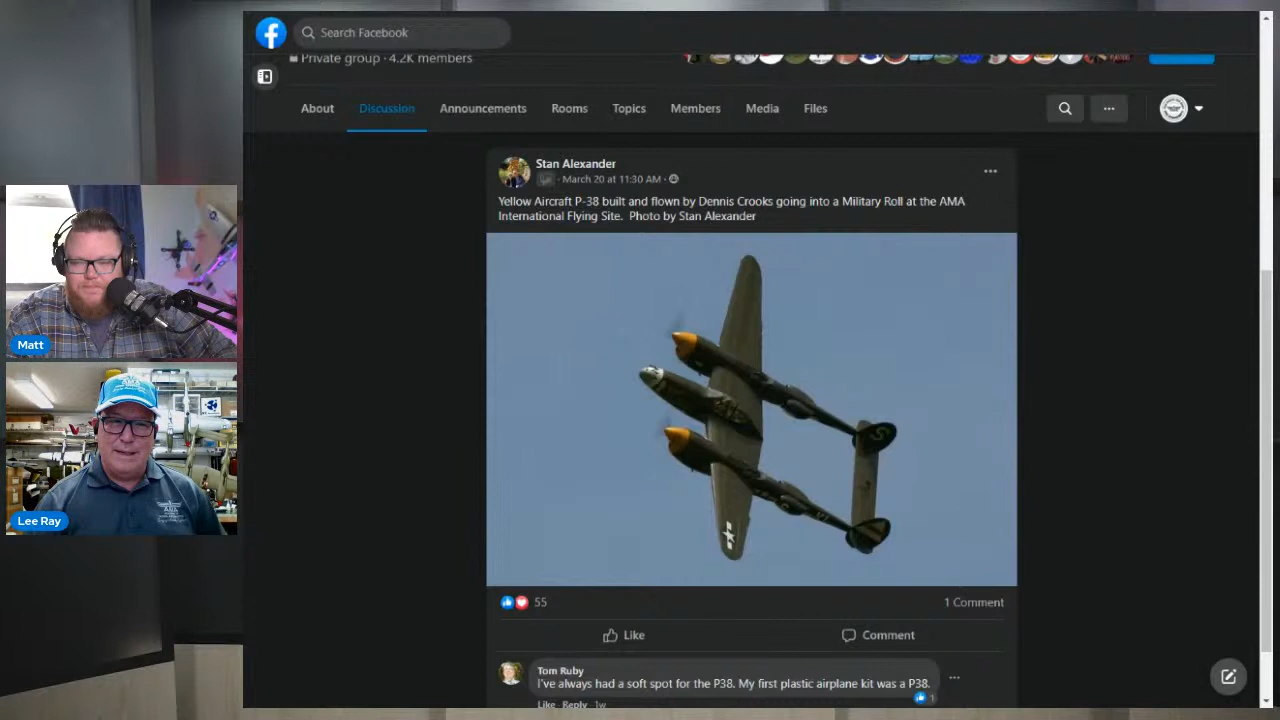 Search Facebook
Private group · 4.2K members
About
Discussion
Announcements
Rooms
Topics
Members
Media
Files
Stan Alexander
· March 20 at 11:30 AM ·
Yellow Aircraft P-38 built and flown by Dennis Crooks going into a Military Roll at the AMA
International Flying Site. Photo by Stan Alexander
Matt
AMA
Lee Ray
AMA
S
55
1 Comment
Like
Comment
Tom Ruby
I've always had a soft spot for the P38. My first plastic airplane kit was a P38.
1
Like Reply 1w